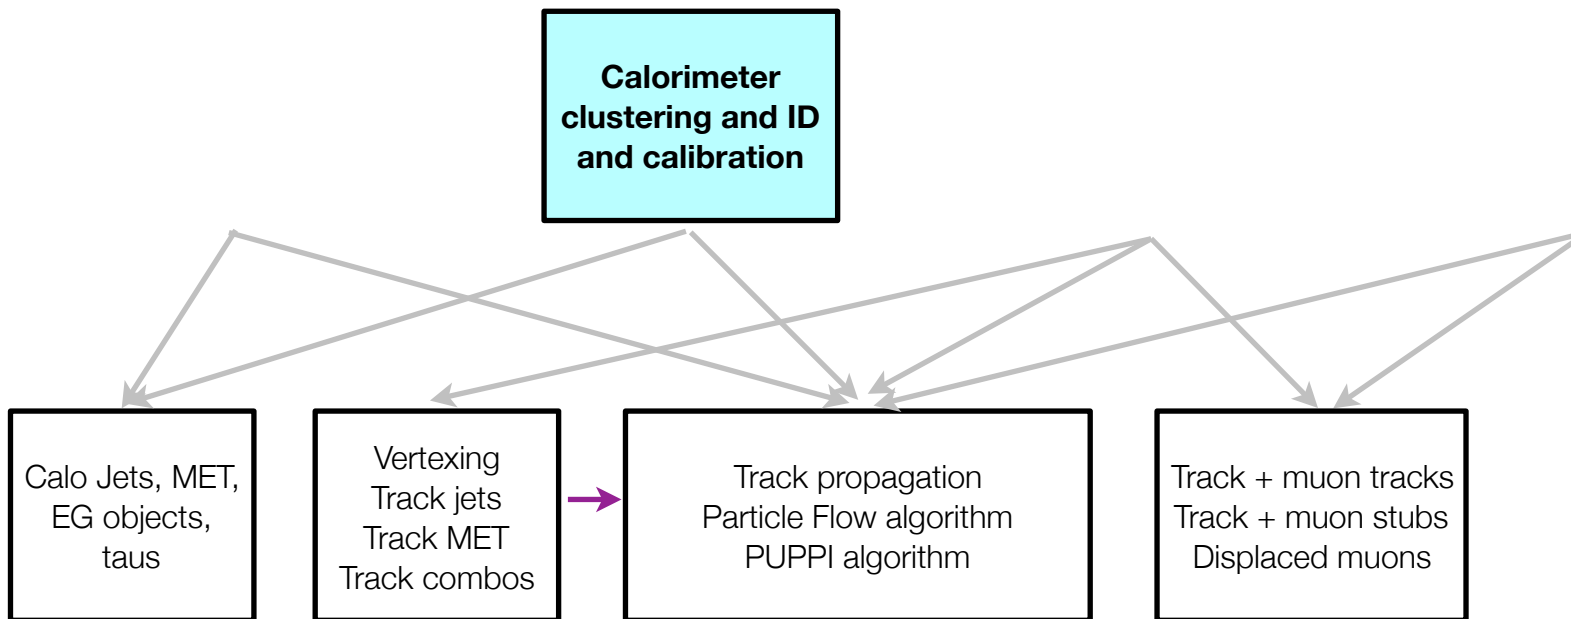 Calorimeter
clustering and ID
and calibration
Calo Jets, MET,
EG objects,
taus
Vertexing
Track jets
Track MET
Track combos
Track propagation
Particle Flow algorithm
PUPPI algorithm
Track + muon tracks
Track + muon stubs
Displaced muons